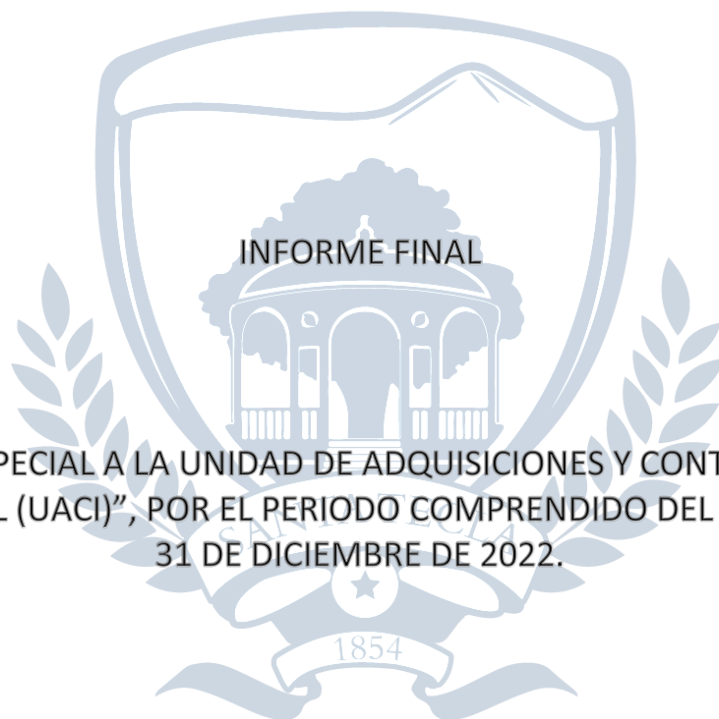 INFORME FINAL
PECIAL A LA UNIDAD DE ADQUISICIONES Y CONT
L (UACI)”, POR EL PERIODO COMPRENDIDO DEL
SANTA TECLA
31 DE DICIEMBRE DE 2022.
1854